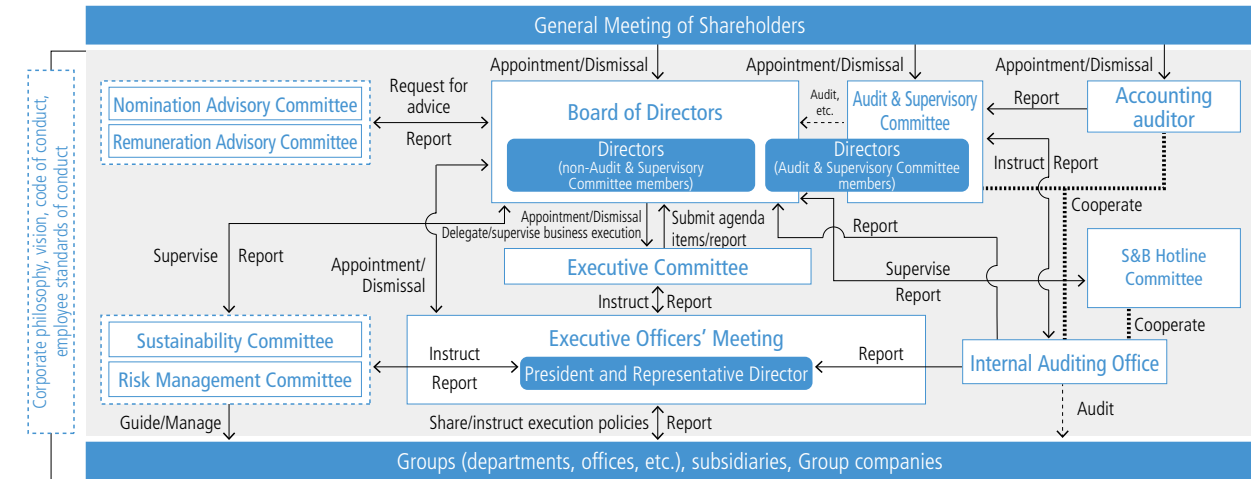 General Meeting of Shareholders
Corporate philosophy, vision, code of conduct,
employee standards of conduct
Appointment/Dismissal
Appointment/Dismissal
Appointment/Dismissal
Nomination Advisory Committee
Remuneration Advisory Committee
Request for
advice
Report
Board of Directors
Directors
(non-Audit & Supervisory
Committee members)
Audit,
etc.
Audit & Supervisory
Committee
Directors
(Audit & Supervisory Committee
members)
Report
Accounting
auditor
Instruct
Report
Cooperate
Appointment/Dismissal
Delegate/supervise business execution
Submit agenda
items/report
Report
Supervise
Report
Appointment/
Dismissal
Executive Committee
Supervise
Report
S&B Hotline
Committee
Instruct
Report
Cooperate
Sustainability Committee
Risk Management Committee
Instruct
Report
Executive Officers’ Meeting
President and Representative Director
Report
Internal Auditing Office
Guide/Manage
Share/instruct execution policies
Report
Audit
Groups (departments, offices, etc.), subsidiaries, Group companies